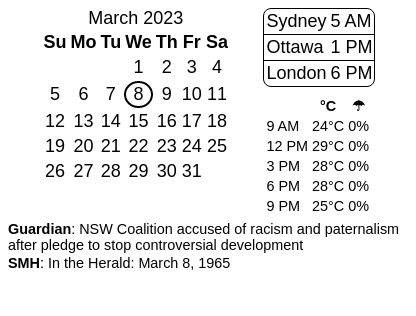 March 2023
Su Mo Tu We Th Fr Sa
1 2 3 4
5 6 7 8 9 10 11
12 13 14 15 16 17 18
19 20 21 22 23 24 25
26 27 28 29 30 31
Sydney 5 AM
Ottawa 1 PM
London 6 PM
°C ☂
9 AM 24°C 0%
12 PM 29°C 0%
3 PM 28°C 0%
6 PM 28°C 0%
9 PM 25°C 0%
Guardian: NSW Coalition accused of racism and paternalism
after pledge to stop controversial development
SMH: In the Herald: March 8, 1965